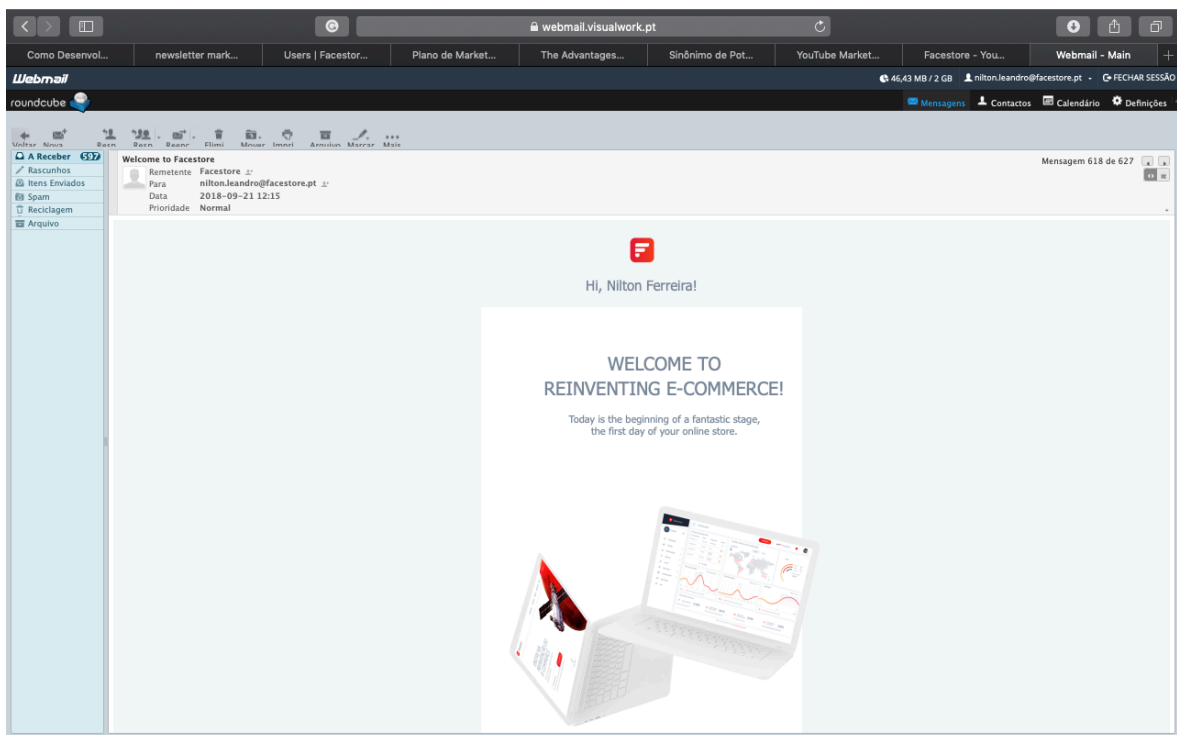 webmail.visualwork.pt
Como Desenvol... newsletter mark... Users | Facestor... Plano de Market... The Advantages... Sinônimo de Pot... YouTube Market... Facestore - You... Webmail - Main
Webmail 46,43 MB / 2 GB nilton.leandro@facestore.pt FECHAR SESSÃO
roundcube Mensagens Contactos Calendário Definições
Voltar Nova Resp Resp Reenc Elimi Mover Impri Arquivo Marcar Mais
A Receber 597
Rascunhos
Itens Enviados
Spam
Reciclagem
Arquivo
Welcome to Facestore Mensagem 618 de 627
Remetente Facestore
Para nilton.leandro@facestore.pt
Data 2018-09-21 12:15
Prioridade Normal
Hi, Nilton Ferreira!
WELCOME TO
REINVENTING E-COMMERCE!
Today is the beginning of a fantastic stage,
the first day of your online store.